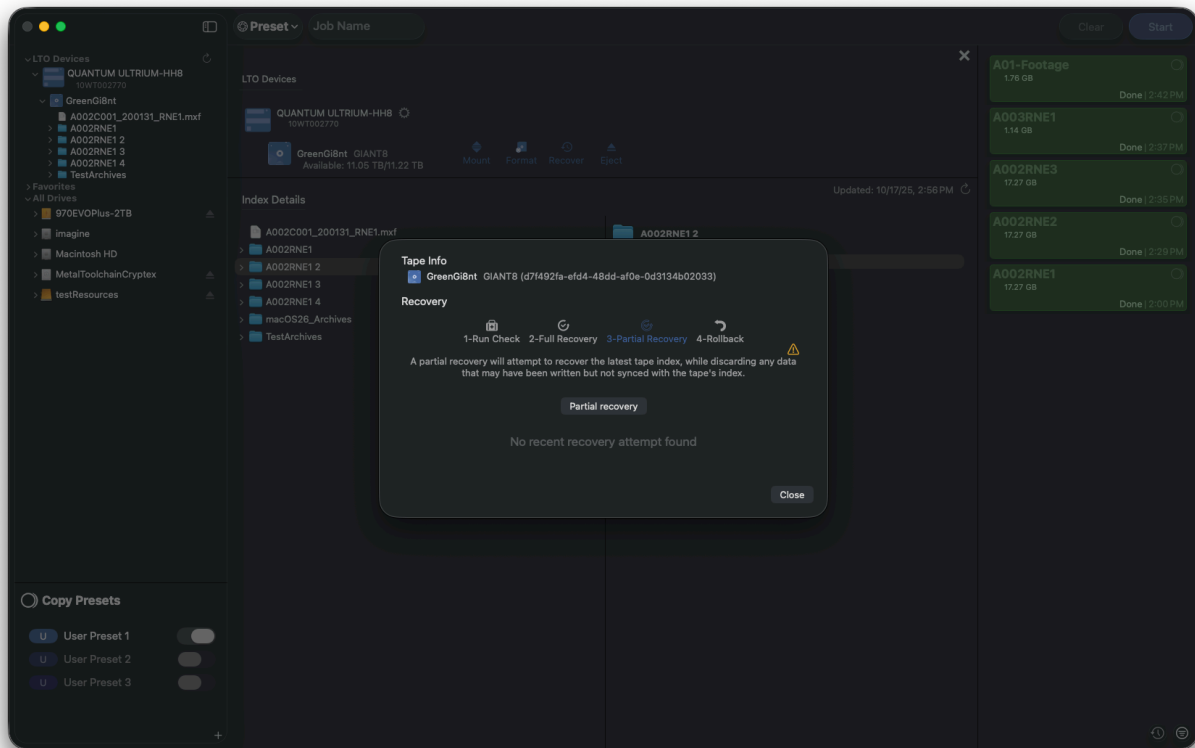 Preset
Job Name
Clear
Start
LTO Devices
QUANTUM ULTRIUM-HH8
10WT002770
GreenGi8nt
A002C001_200131_RNE1.mxf
A002RNE1
A002RNE1 2
A002RNE1 3
A002RNE1 4
TestArchives
Favorites
All Drives
970EVOPlus-2TB
imagine
Macintosh HD
MetalToolchainCryptex
testResources
Copy Presets
U User Preset 1
U User Preset 2
U User Preset 3
+
LTO Devices
QUANTUM ULTRIUM-HH8
10WT002770
GreenGi8nt GIANT8
Available: 11.05 TB/11.22 TB
Mount Format Recover Eject
Updated: 10/17/25, 2:56 PM
Index Details
A002C001_200131_RNE1.mxf
A002RNE1
A002RNE1 2
A002RNE1 3
A002RNE1 4
macOS26_Archives
TestArchives
A002RNE1 2
Tape Info
GreenGi8nt GIANT8 (d7f492fa-efd4-48dd-af0e-0d3134b02033)
Recovery
1-Run Check 2-Full Recovery 3-Partial Recovery 4-Rollback
A partial recovery will attempt to recover the latest tape index, while discarding any data
that may have been written but not synced with the tape's index.
Partial recovery
No recent recovery attempt found
Close
A01-Footage
1.76 GB
Done | 2:42 PM
A003RNE1
1.14 GB
Done | 2:37 PM
A002RNE3
17.27 GB
Done | 2:35 PM
A002RNE2
17.27 GB
Done | 2:29 PM
A002RNE1
17.27 GB
Done | 2:00 PM